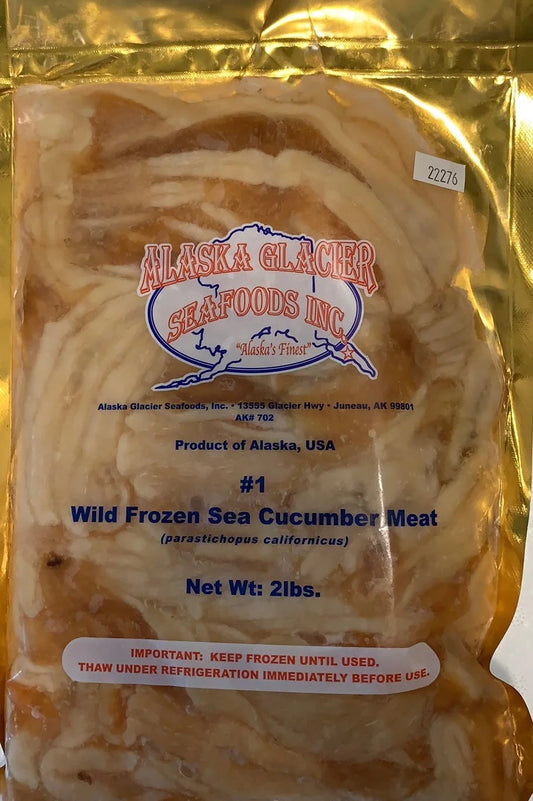 22276
ALASKA GLACIER
SEAFOODS INC.
"Alaska's Finest"
Alaska Glacier Seafoods, Inc. • 13555 Glacier Hwy • Juneau, AK 99801
AK# 702
Product of Alaska, USA
#1
Wild Frozen Sea Cucumber Meat
(parastichopus californicus)
Net Wt: 2lbs.
IMPORTANT: KEEP FROZEN UNTIL USED.
THAW UNDER REFRIGERATION IMMEDIATELY BEFORE USE.